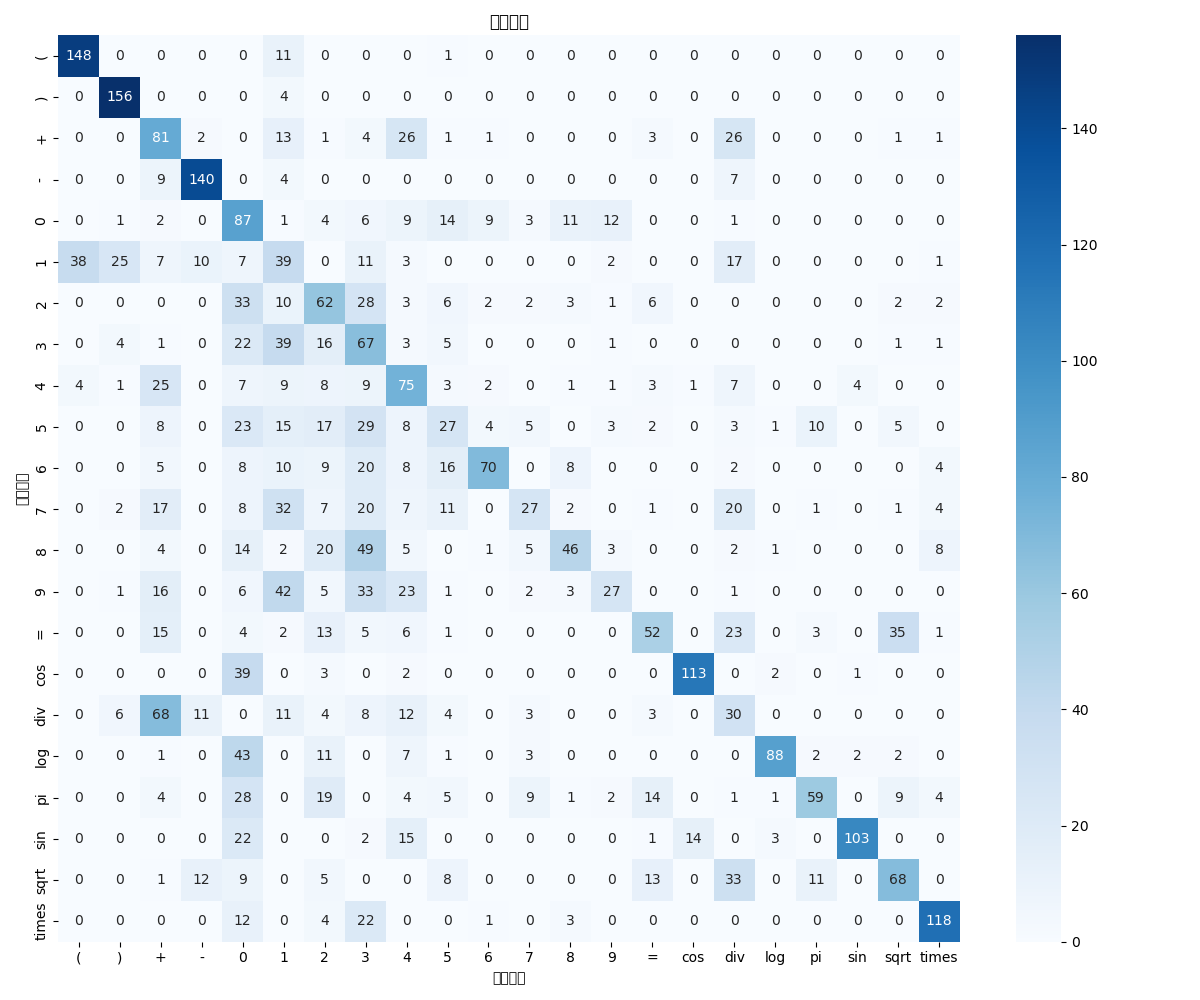 ( 148 0 0 0 0 11 0 0 0 1 0 0 0 0 0 0 0 0 0 0 0 0
) 0 156 0 0 0 4 0 0 0 0 0 0 0 0 0 0 0 0 0 0 0 0
+ 0 0 81 2 0 13 1 4 26 1 1 0 0 0 3 0 26 0 0 0 1 1
- 0 0 9 140 0 4 0 0 0 0 0 0 0 0 0 0 7 0 0 0 0 0
0 0 1 2 0 87 1 4 6 9 14 9 3 11 12 0 0 1 0 0 0 0 0
1 38 25 7 10 7 39 0 11 3 0 0 0 0 2 0 0 17 0 0 0 0 1
2 0 0 0 0 33 10 62 28 3 6 2 2 3 1 6 0 0 0 0 0 2 2
3 0 4 1 0 22 39 16 67 3 5 0 0 0 1 0 0 0 0 0 0 1 1
4 4 1 25 0 7 9 8 9 75 3 2 0 1 1 3 1 7 0 0 4 0 0
5 0 0 8 0 23 15 17 29 8 27 4 5 0 3 2 0 3 1 10 0 5 0
6 0 0 5 0 8 10 9 20 8 16 70 0 8 0 0 0 2 0 0 0 0 4
7 0 2 17 0 8 32 7 20 7 11 0 27 2 0 1 0 20 0 1 0 1 4
8 0 0 4 0 14 2 20 49 5 0 1 5 46 3 0 0 2 1 0 0 0 8
9 0 1 16 0 6 42 5 33 23 1 0 2 3 27 0 0 1 0 0 0 0 0
= 0 0 15 0 4 2 13 5 6 1 0 0 0 0 52 0 23 0 3 0 35 1
cos 0 0 0 0 39 0 3 0 2 0 0 0 0 0 0 113 0 2 0 1 0 0
div 0 6 68 11 0 11 4 8 12 4 0 3 0 0 3 0 30 0 0 0 0 0
log 0 0 1 0 43 0 11 0 7 1 0 3 0 0 0 0 0 88 2 2 2 0
pi 0 0 4 0 28 0 19 0 4 5 0 9 1 2 14 0 1 1 59 0 9 4
sin 0 0 0 0 22 0 0 2 15 0 0 0 0 0 1 14 0 3 0 103 0 0
sqrt 0 0 1 12 9 0 5 0 0 8 0 0 0 0 13 0 33 0 11 0 68 0
times 0 0 0 0 12 0 4 22 0 0 1 0 3 0 0 0 0 0 0 0 0 118
( ) + - 0 1 2 3 4 5 6 7 8 9 = cos div log pi sin sqrt times
140
120
100
80
60
40
20
0